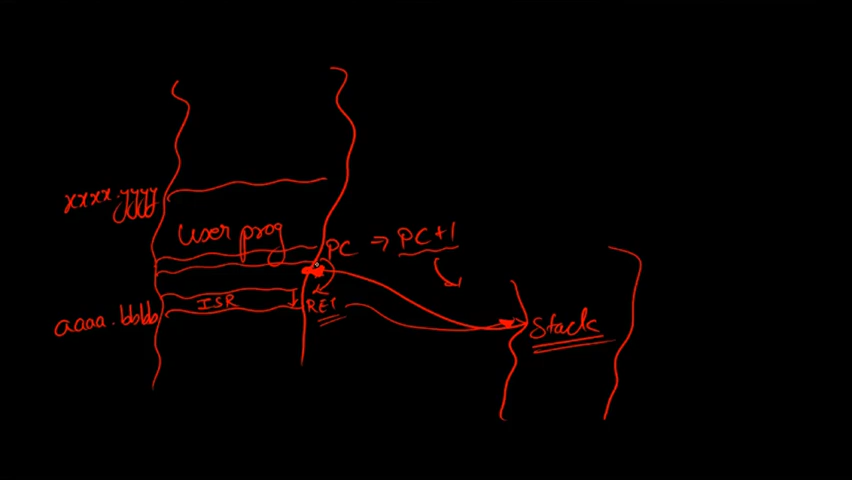 xxxx.yyyy
user prog
PC → PC+1
ISR
RET
aaaa.bbbb
Stack